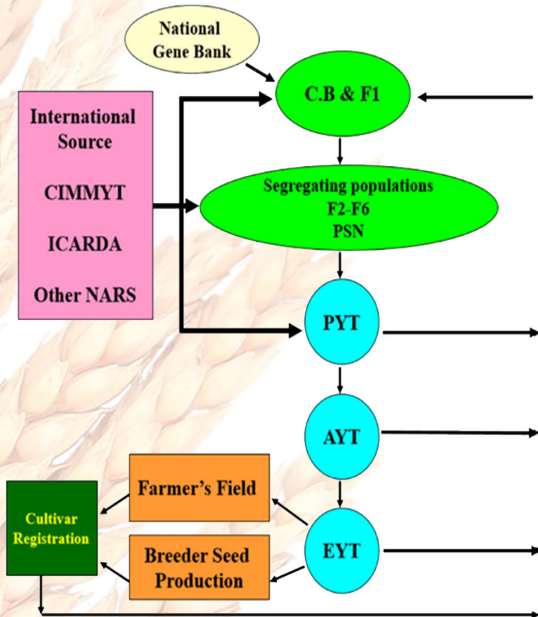 National
Gene Bank
C.B & F1
International
Source
CIMMYT
ICARDA
Other NARS
Segregating populations
F2-F6
PSN
PYT
AYT
Farmer's Field
Cultivar
Registration
EYT
Breeder Seed
Production